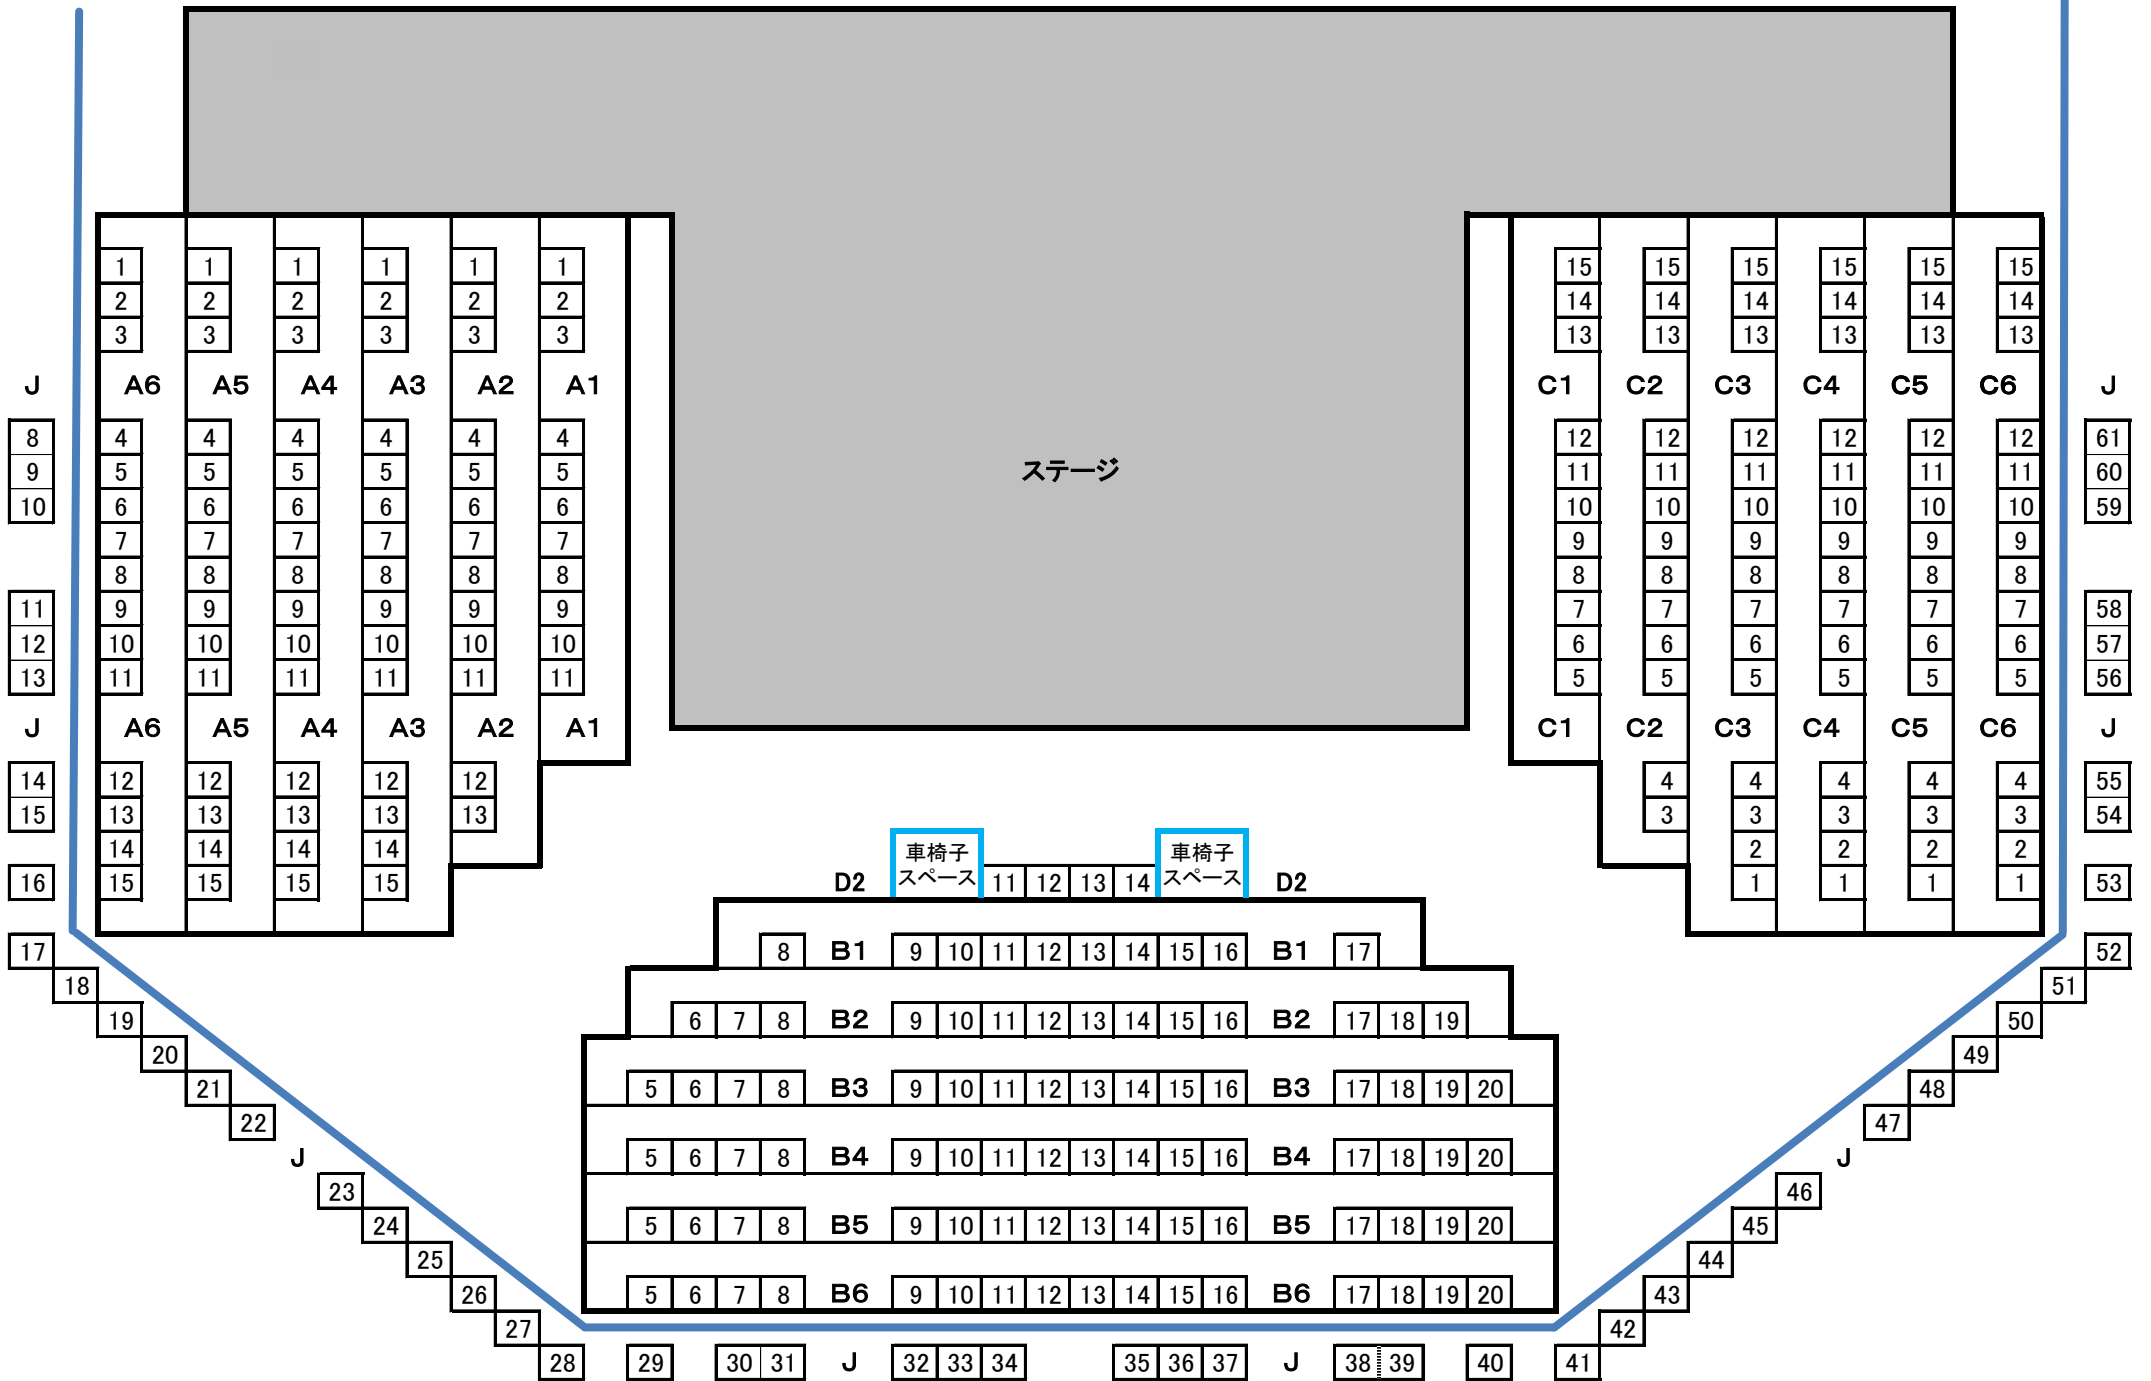 1 1 1 1 1 1 15 15 15 15 15 15
2 2 2 2 2 2 14 14 14 14 14 14
3 3 3 3 3 3 13 13 13 13 13 13
J A6 A5 A4 A3 A2 A1 C1 C2 C3 C4 C5 C6 J
8 4 4 4 4 4 4 12 12 12 12 12 12 61
9 5 5 5 5 5 5 ステージ 11 11 11 11 11 11 60
10 6 6 6 6 6 6 10 10 10 10 10 10 59
7 7 7 7 7 7 9 9 9 9 9 9
8 8 8 8 8 8 8 8 8 8 8 8
11 9 9 9 9 9 9 7 7 7 7 7 7 58
12 10 10 10 10 10 10 6 6 6 6 6 6 57
13 11 11 11 11 11 11 5 5 5 5 5 5 56
J A6 A5 A4 A3 A2 A1 C1 C2 C3 C4 C5 C6 J
14 12 12 12 12 12 4 4 4 4 4 55
15 13 13 13 13 13 3 3 3 3 3 54
14 14 14 14 車椅子 車椅子 2 2 2 2
16 15 15 15 15 D2 スペース 11 12 13 14 スペース D2 1 1 1 1 53
17 8 B1 9 10 11 12 13 14 15 16 B1 17 52
18 51
19 6 7 8 B2 9 10 11 12 13 14 15 16 B2 17 18 19 50
20 49
21 5 6 7 8 B3 9 10 11 12 13 14 15 16 B3 17 18 19 20 48
22 47
J 5 6 7 8 B4 9 10 11 12 13 14 15 16 B4 17 18 19 20 J
23 46
24 5 6 7 8 B5 9 10 11 12 13 14 15 16 B5 17 18 19 20 45
25 44
26 5 6 7 8 B6 9 10 11 12 13 14 15 16 B6 17 18 19 20 43
27 42
28 29 30 31 J 32 33 34 35 36 37 J 38 39 40 41